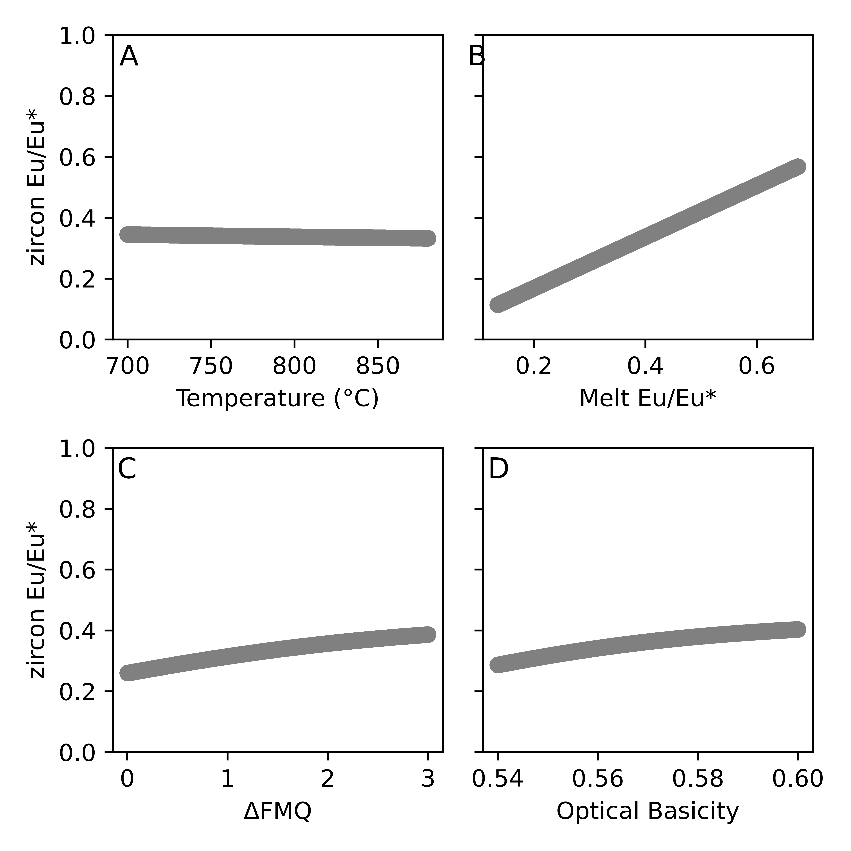 A
B
1.0
0.8
0.6
0.4
0.2
0.0
zircon Eu/Eu*
700 750 800 850
0.2 0.4 0.6
Temperature (°C)
Melt Eu/Eu*
C
D
1.0
0.8
0.6
0.4
0.2
0.0
zircon Eu/Eu*
0 1 2 3
0.54 0.56 0.58 0.60
ΔFMQ
Optical Basicity